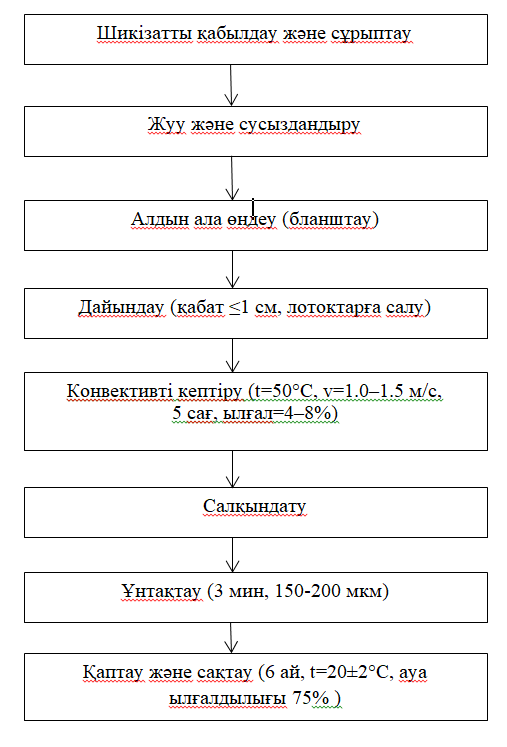 Шикізатты қабылдау және сұрыптау
Жуу және сусыздандыру
Алдын ала өңдеу (бланштау)
Дайындау (қабат ≤1 см, лотоктарға салу)
Конвективті кептіру (t=50°C, v=1.0–1.5 м/с,
5 сағ, ылғал=4–8%)
Салқындату
Ұнтақтау (3 мин, 150-200 мкм)
Қаптау және сақтау (6 ай, t=20±2°C, ауа
ылғалдылығы 75% )